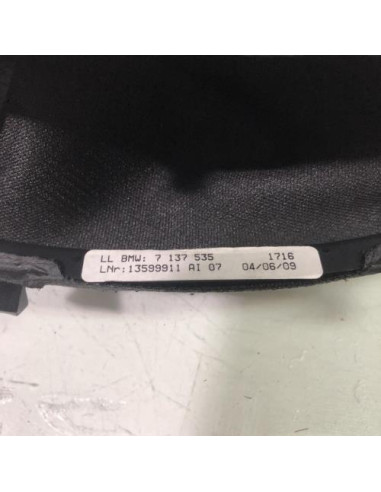 LL BMW: 7 137 535 1716
LNr:13599911 AI 07 04/06/09